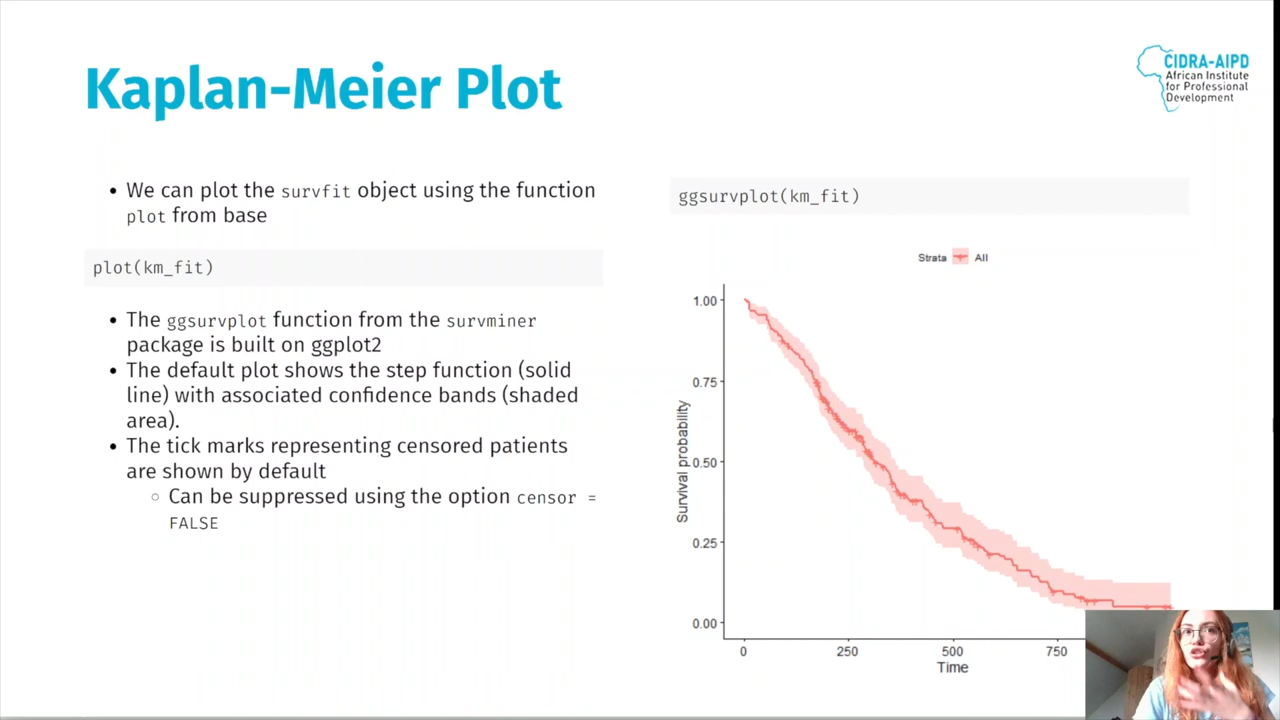 Kaplan-Meier Plot
CIDRA-AIPD
African Institute
for Professional
Development
• We can plot the survfit object using the function
plot from base
plot(km_fit)
• The ggsurvplot function from the survminer
package is built on ggplot2
• The default plot shows the step function (solid
line) with associated confidence bands (shaded
area).
• The tick marks representing censored patients
are shown by default
○ Can be suppressed using the option censor =
FALSE
ggsurvplot(km_fit)
Strata All
Survival probability
1.00
0.75
0.50
0.25
0.00
0 250 500 750
Time